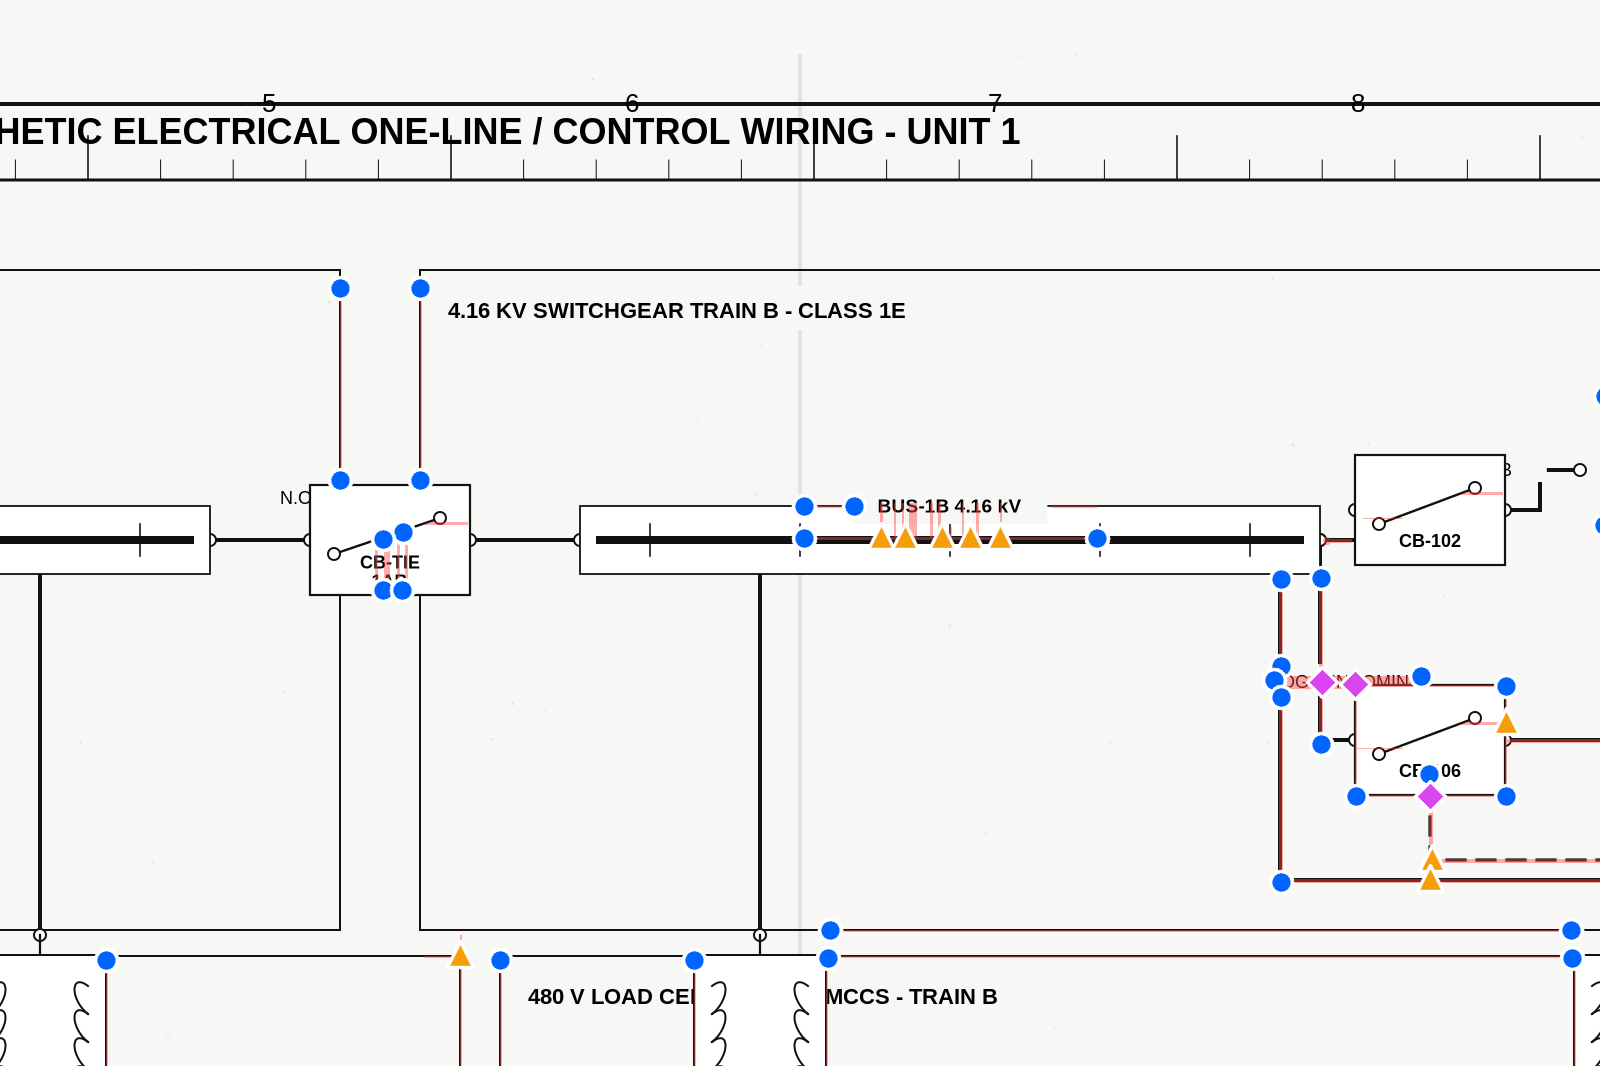 5 6 7 8
HETIC ELECTRICAL ONE-LINE / CONTROL WIRING - UNIT 1
4.16 KV SWITCHGEAR TRAIN B - CLASS 1E
N.O
BUS-1B 4.16 kV
CB-102
CB-TIE
480 V LOAD CE
MCCS - TRAIN B